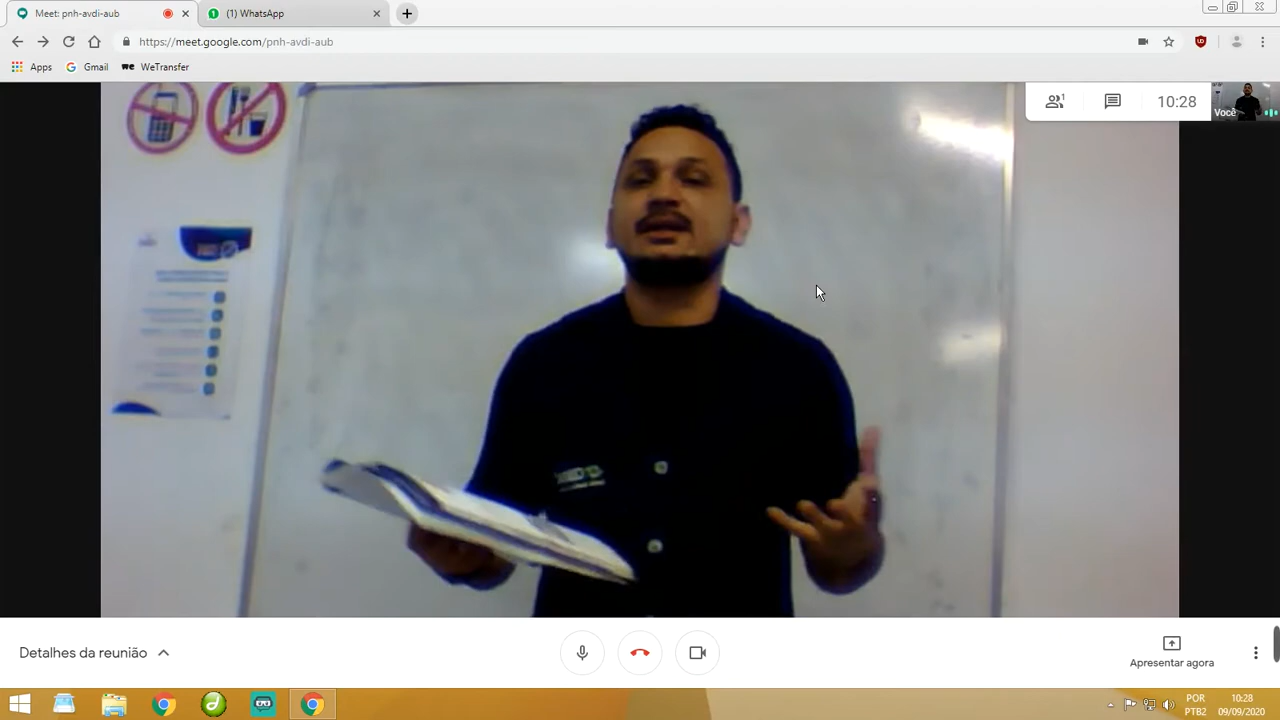 Meet: pnh-avdi-aub
(1) WhatsApp
https://meet.google.com/pnh-avdi-aub
Apps
Gmail
WeTransfer
1
10:28
Você
Detalhes da reunião
Apresentar agora
POR
PTB2
10:28
09/09/2020